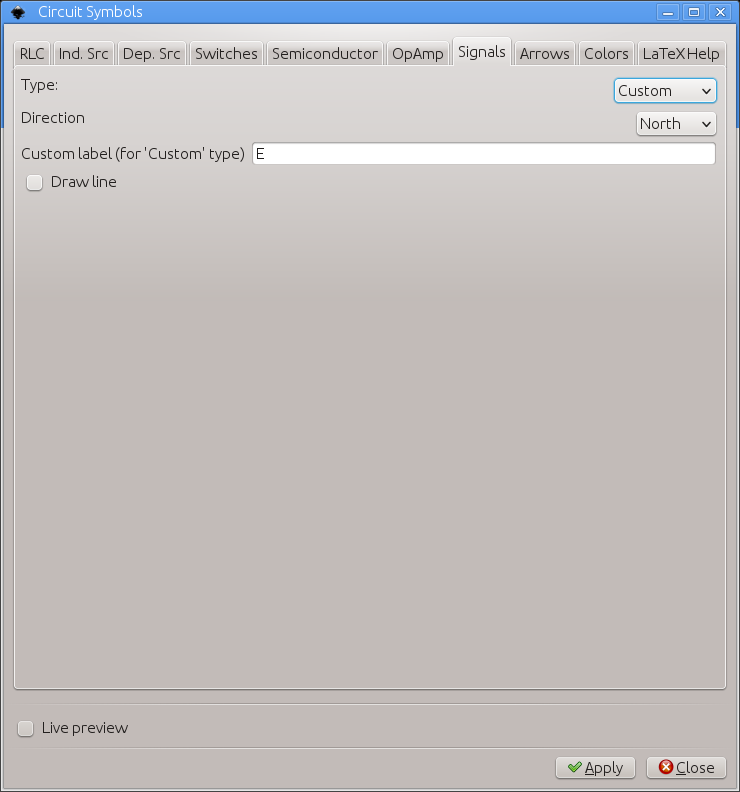 Circuit Symbols
RLC Ind. Src Dep. Src Switches Semiconductor OpAmp Signals Arrows Colors LaTeXHelp
Type: Custom
Direction North
Custom label (for 'Custom' type) E
Draw line
Live preview
Apply Close